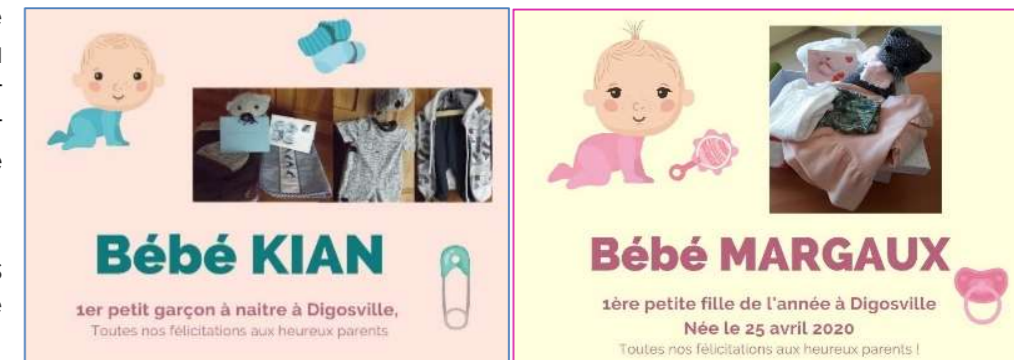 Bébé KIAN
1er petit garçon à naitre à Digosville,
Toutes nos félicitations aux heureux parents
Bébé MARGAUX
1ère petite fille de l'année à Digosville
Née le 25 avril 2020
Toutes nos félicitations aux heureux parents !